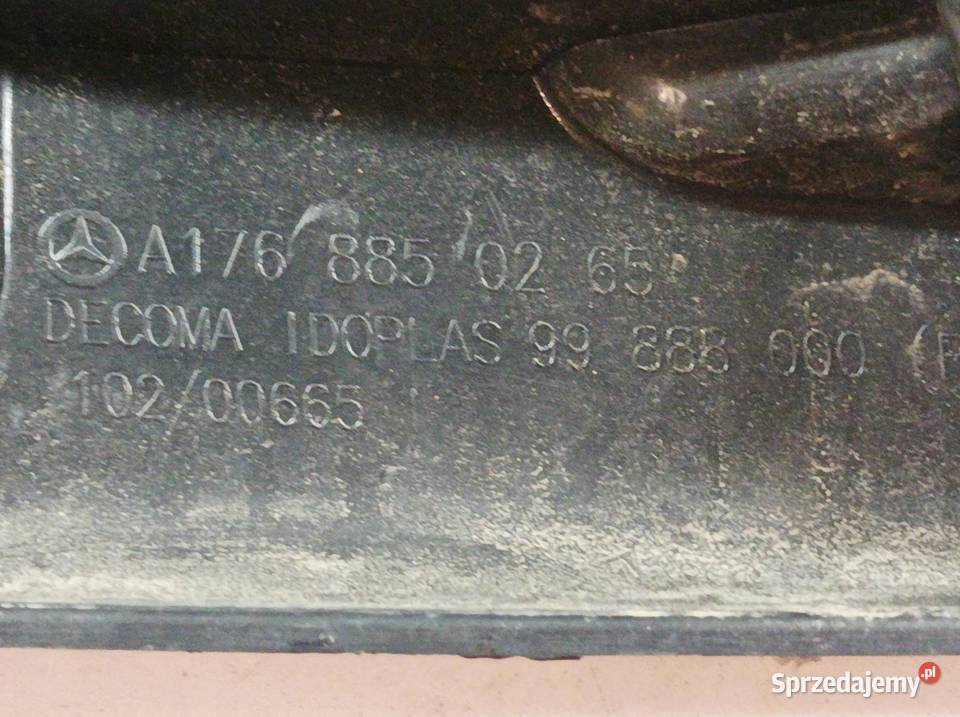 A176 885 02 65
DECOMA IDOPLAS 99 888 000
102/00665
Sprzedajemy.pl